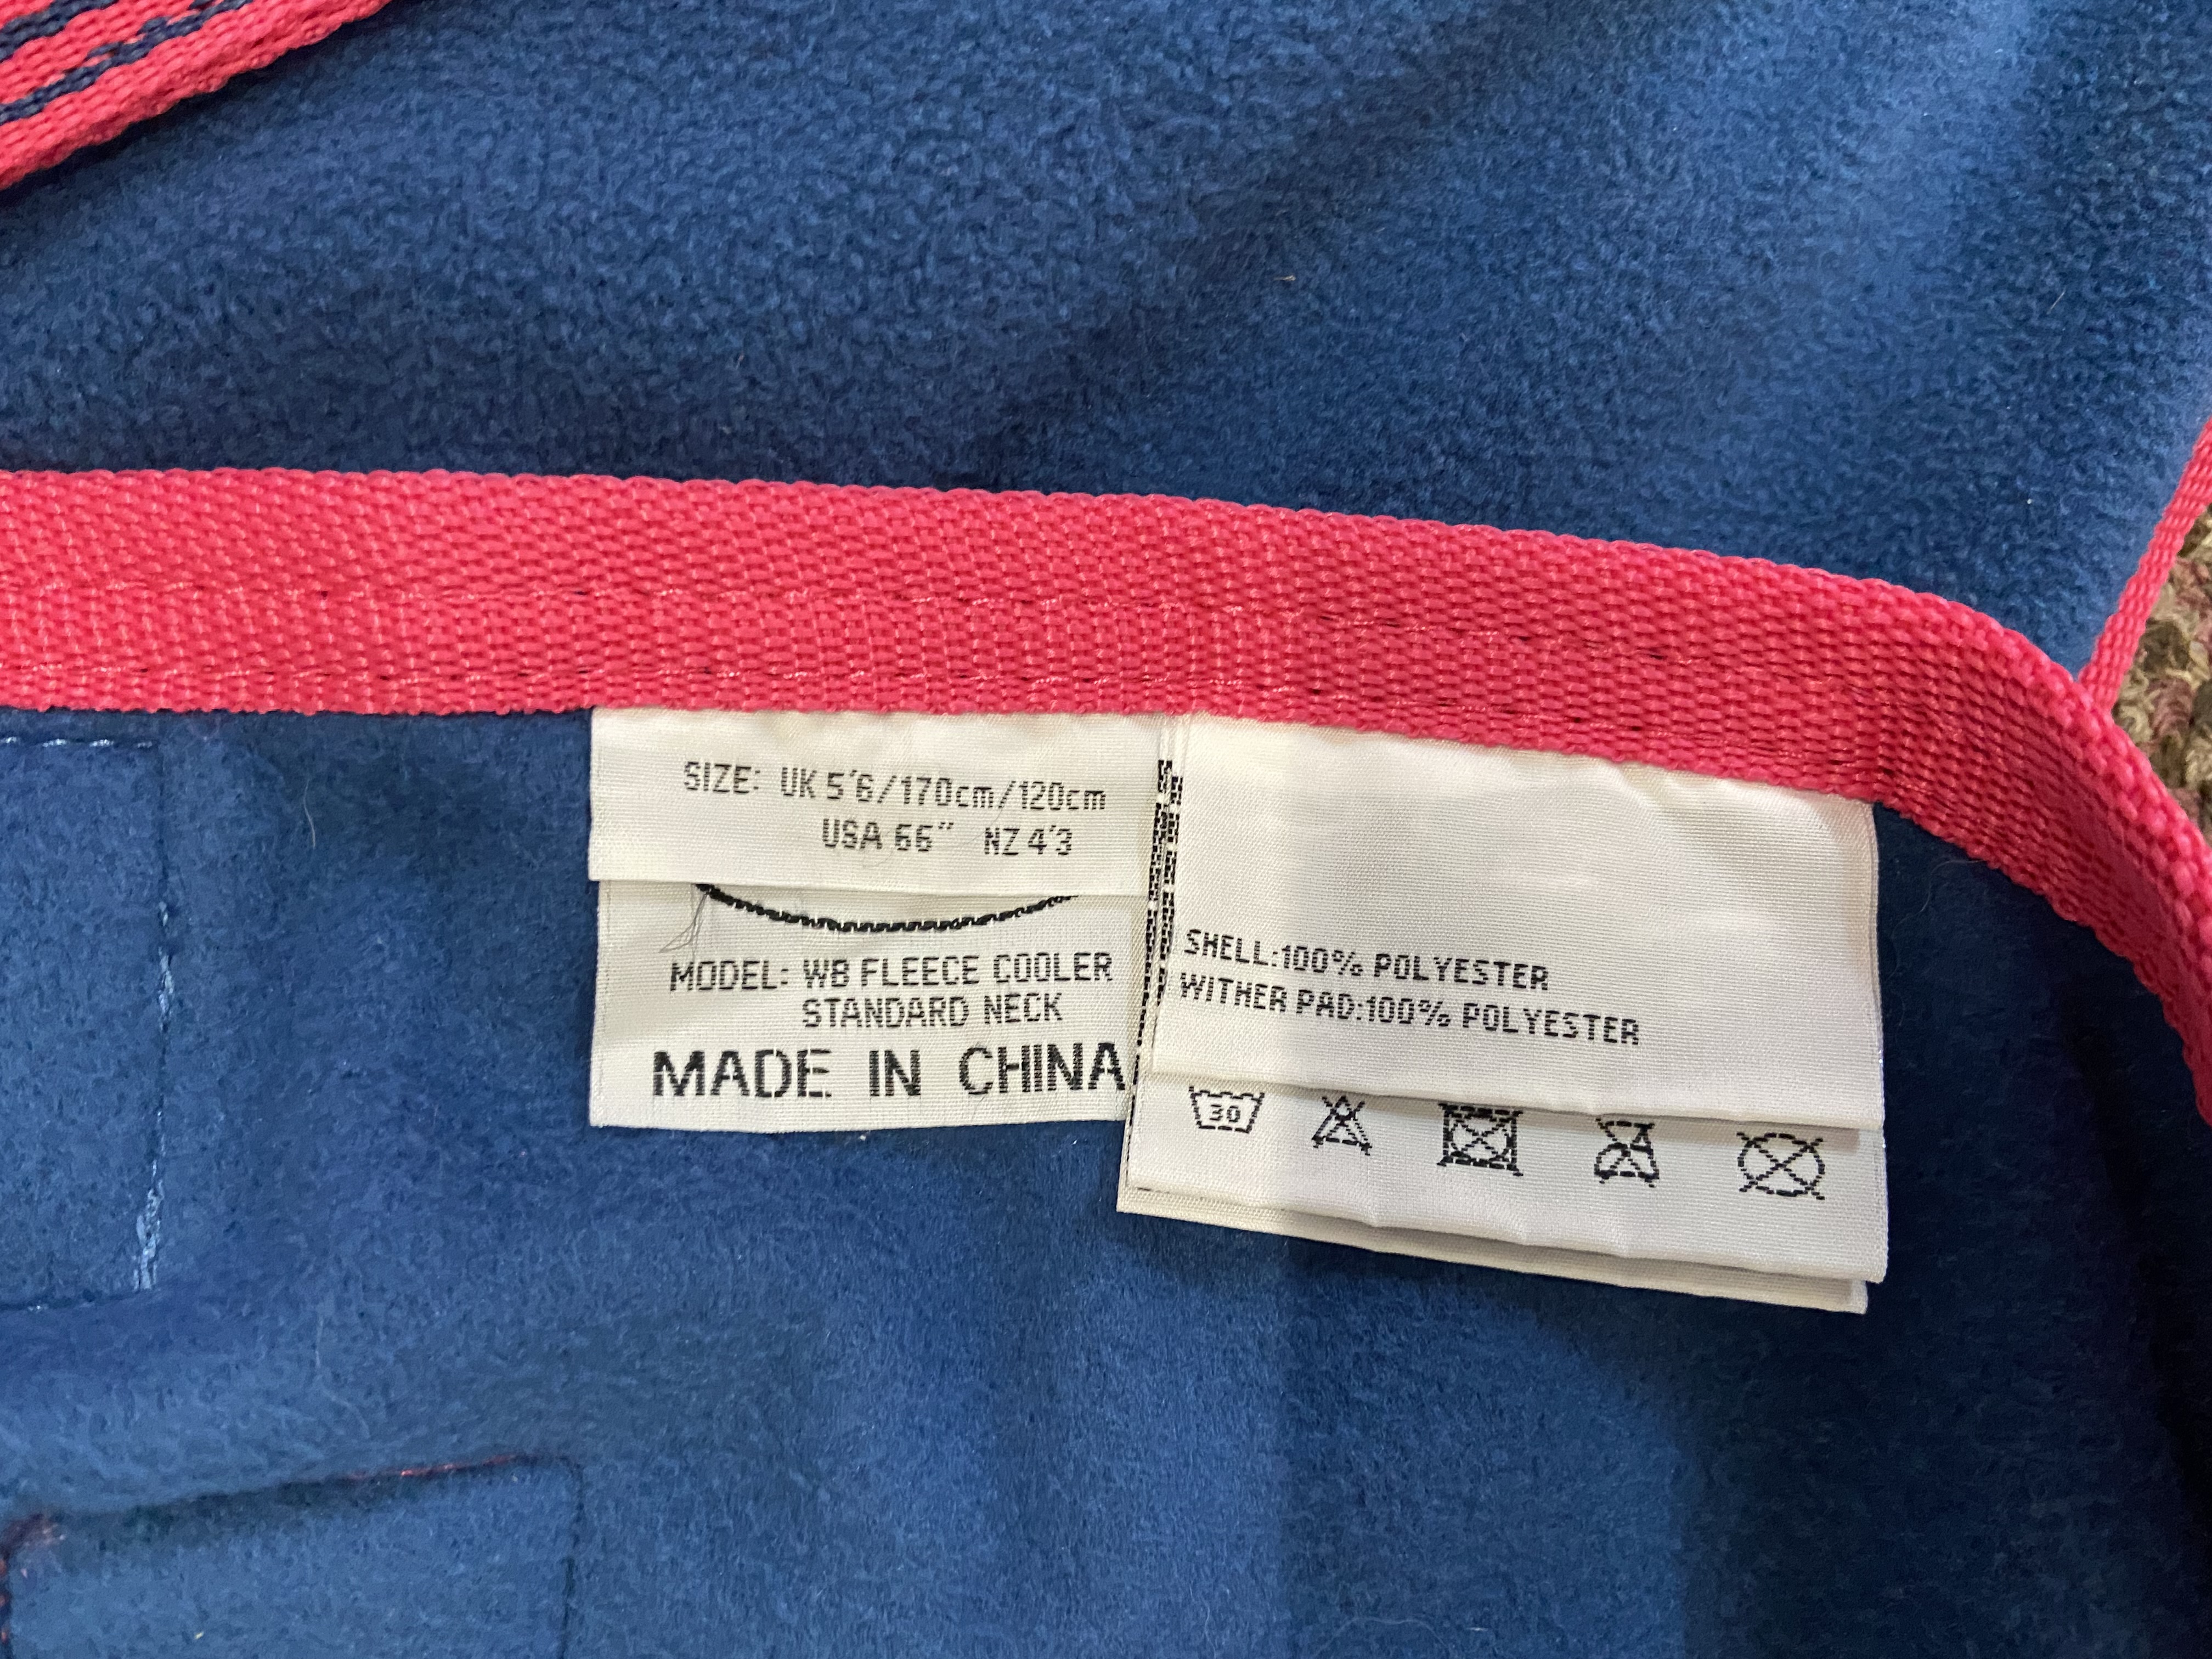 SIZE: UK 5'6/170cm/120cm
USA 66" NZ 4'3
MODEL: WB FLEECE COOLER
STANDARD NECK
MADE IN CHINA
SHELL:100% POLYESTER
WITHER PAD:100% POLYESTER
30